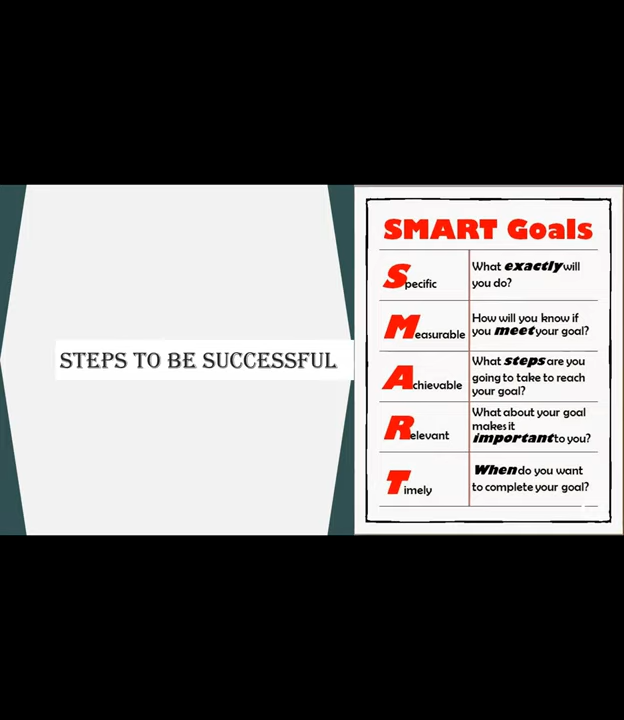 STEPS TO BE SUCCESSFUL
SMART Goals
Specific
What exactly will
you do?
Measurable
How will you know if
you meet your goal?
Achievable
What steps are you
going to take to reach
your goal?
Relevant
What about your goal
makes it
important to you?
Timely
When do you want
to complete your goal?